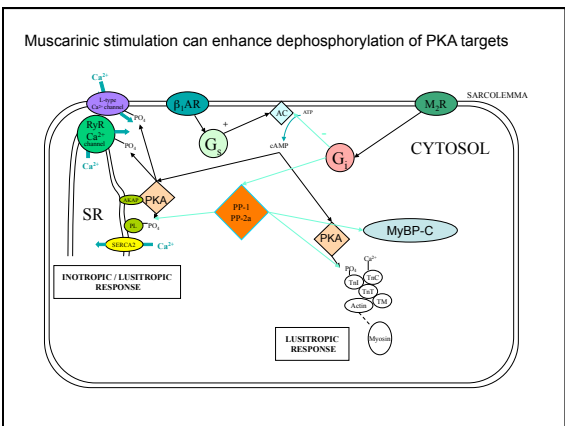 Muscarinic stimulation can enhance dephosphorylation of PKA targets
Ca²⁺
SARCOLEMMA
L-type
Ca²⁺ channel
β₁AR
AC
ATP
M₂R
PO₄
RyR
Ca²⁺
channel
PO₄
+
Gₛ
cAMP
−
Gᵢ
CYTOSOL
Ca²⁺
AKAP
PKA
SR
PL
PO₄
PP-1
PP-2a
SERCA2
Ca²⁺
PKA
MyBP-C
INOTROPIC / LUSITROPIC
RESPONSE
PO₄
Ca²⁺
TnI
TnC
TnT
Actin
TM
LUSITROPIC
RESPONSE
Myosin